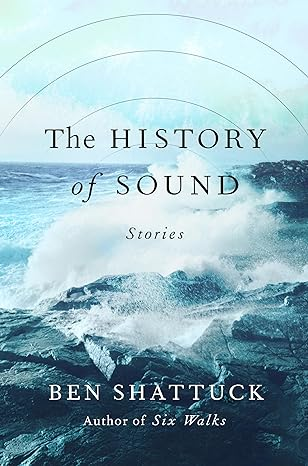 The HISTORY
of SOUND
Stories
BEN SHATTUCK
Author of Six Walks